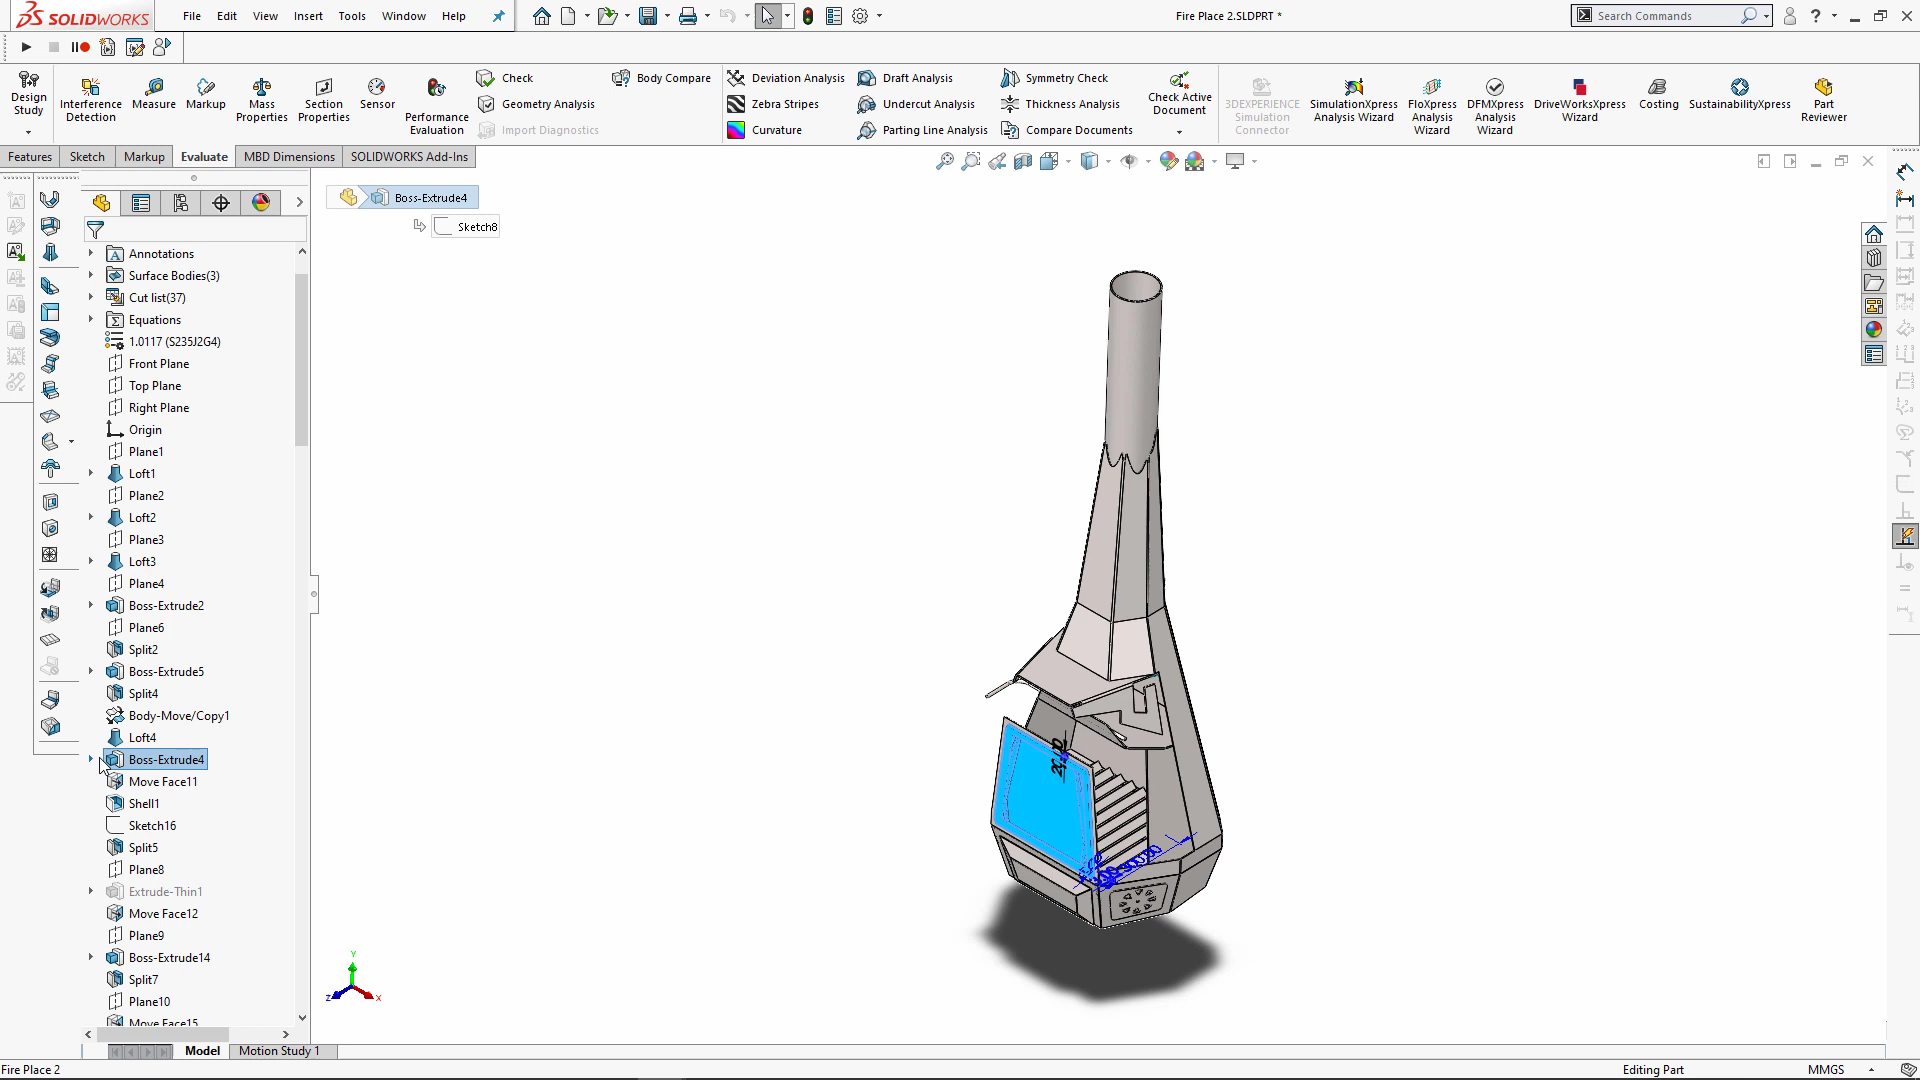 SOLIDWORKS
File Edit View Insert Tools Window Help
Fire Place 2.SLDPRT *
Search Commands
Design Study
Interference Detection
Measure
Markup
Mass Properties
Section Properties
Sensor
Performance Evaluation
Check
Geometry Analysis
Import Diagnostics
Body Compare
Deviation Analysis
Zebra Stripes
Curvature
Draft Analysis
Undercut Analysis
Parting Line Analysis
Symmetry Check
Thickness Analysis
Compare Documents
Check Active Document
3DEXPERIENCE Simulation Connector
SimulationXpress Analysis Wizard
FloXpress Analysis Wizard
DFMXpress Analysis Wizard
DriveWorksXpress Wizard
Costing
SustainabilityXpress
Part Reviewer
Features Sketch Markup Evaluate MBD Dimensions SOLIDWORKS Add-Ins
Boss-Extrude4
Sketch8
Annotations
Surface Bodies(3)
Cut list(37)
Equations
1.0117 (S235J2G4)
Front Plane
Top Plane
Right Plane
Origin
Plane1
Loft1
Plane2
Loft2
Plane3
Loft3
Plane4
Boss-Extrude2
Plane6
Split2
Boss-Extrude5
Split4
Body-Move/Copy1
Loft4
Boss-Extrude4
Move Face11
Shell1
Sketch16
Split5
Plane8
Extrude-Thin1
Move Face12
Plane9
Boss-Extrude14
Split7
Plane10
Move Face15
Y
Z X
Model Motion Study 1
Fire Place 2
Editing Part
MMGS